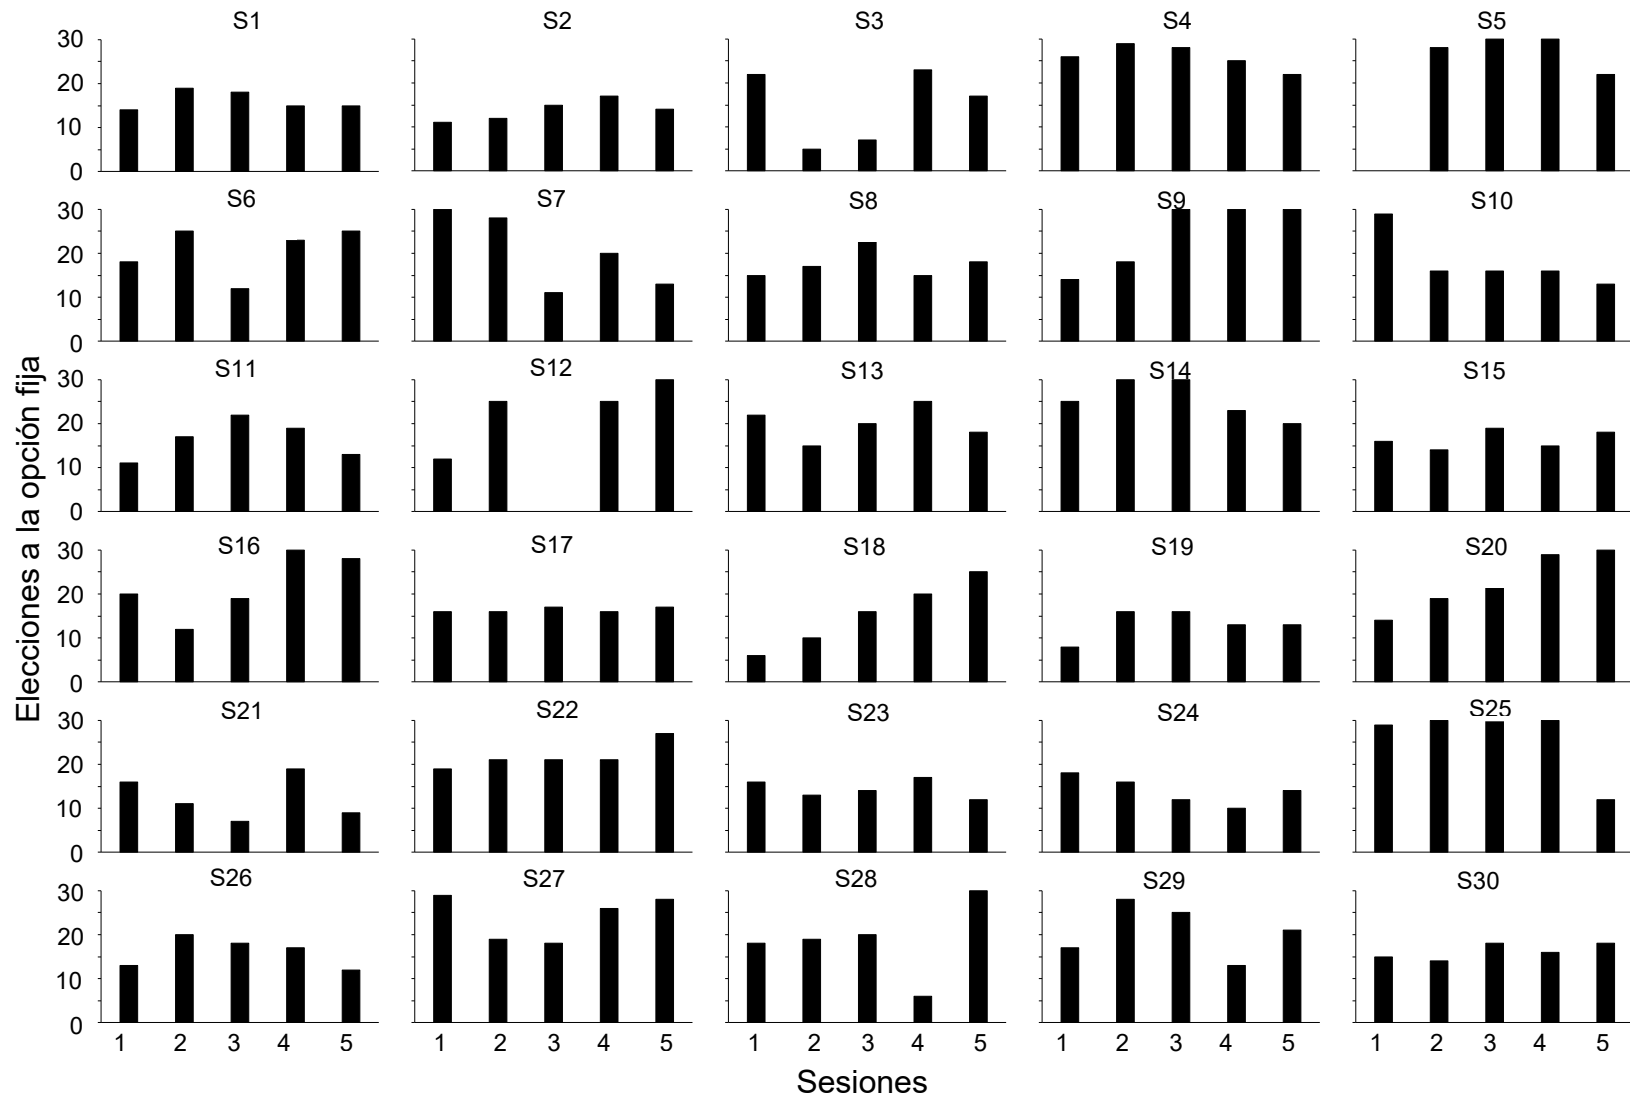 S1 S2 S3 S4 S5
30
20
10
0
S6 S7 S8 S9 S10
30
20
10
0
S11 S12 S13 S14 S15
30
20
10
0
S16 S17 S18 S19 S20
30
20
10
0
S21 S22 S23 S24 S25
30
20
10
0
S26 S27 S28 S29 S30
30
20
10
0
1 2 3 4 5 1 2 3 4 5 1 2 3 4 5 1 2 3 4 5 1 2 3 4 5
Elecciones a la opción fija
Sesiones